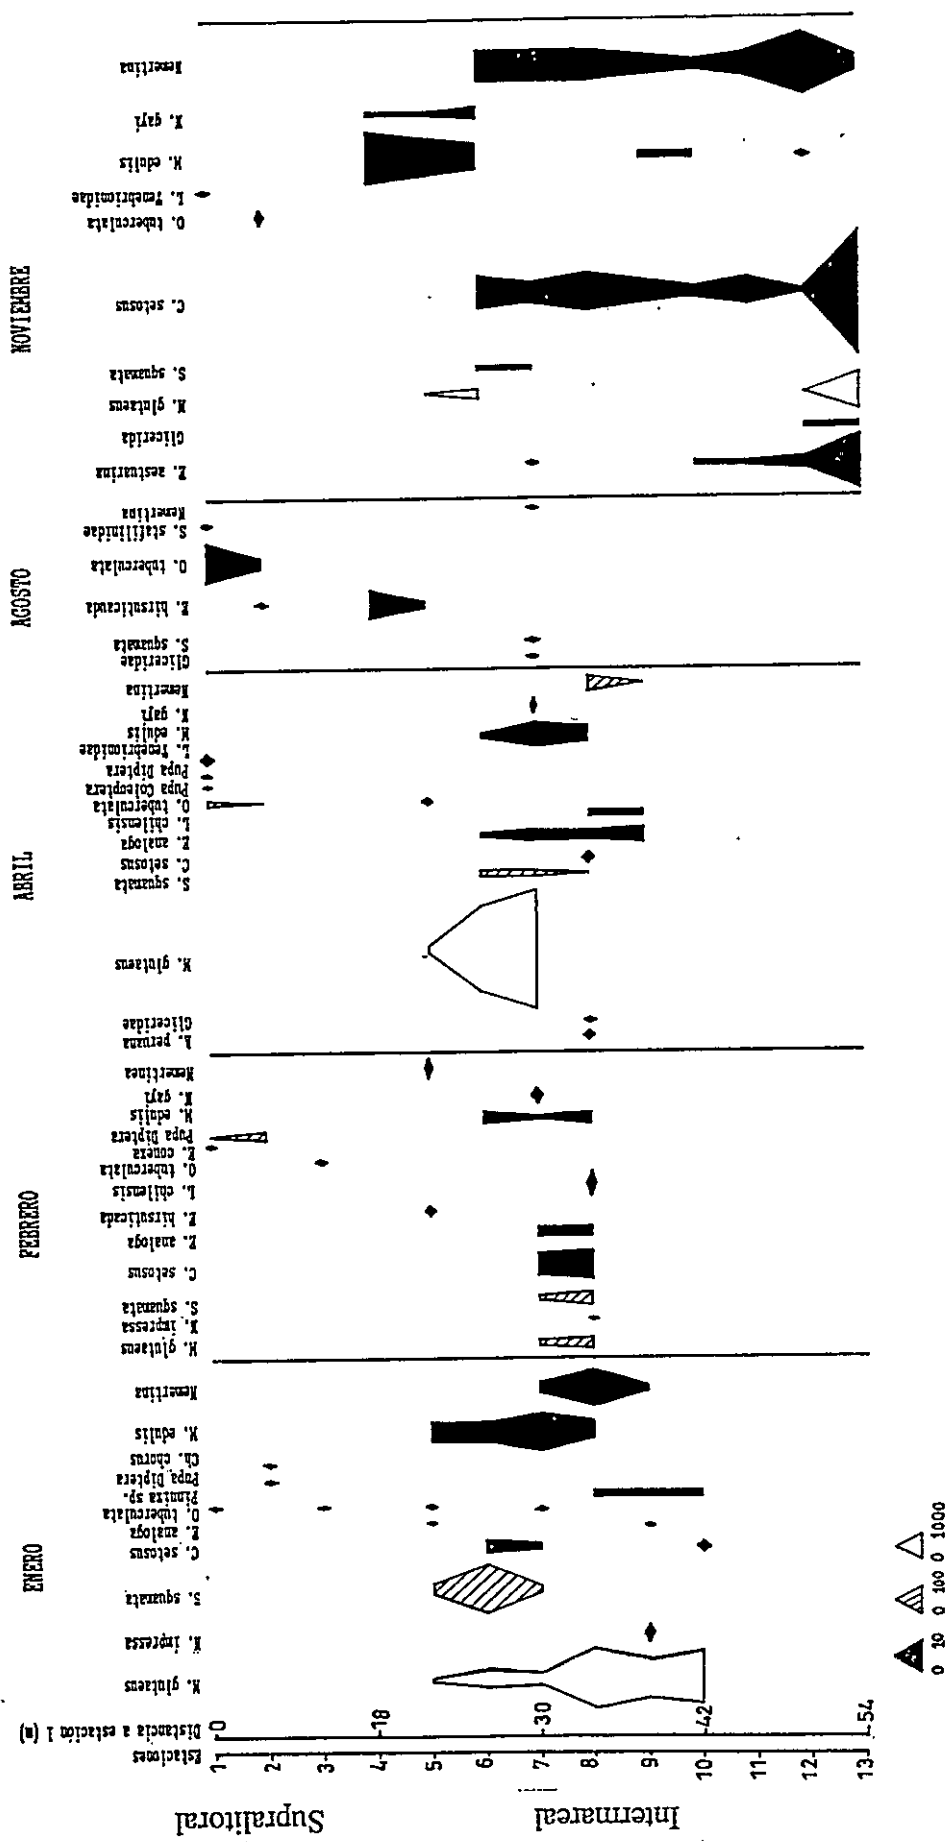 ENERO
FEBRERO
ABRIL
AGOSTO
NOVIEMBRE
Estaciones
Distancia a estación 1 (m)
M. glutaeus
N. impressa
S. squamata
C. setosus
E. analoga
O. tuberculata
Pinnixa sp.
Pupa Diptera
Ch. chorus
M. edulis
Nemertina
M. glutaeus
N. impressa
S. squamata
C. setosus
E. analoga
E. hirsuticada
L. chilensis
O. tuberculata
P. conexa
Pupa Diptera
M. edulis
N. gayi
Nemertinea
A. peruana
Gliceridae
M. glutaeus
S. squamata
C. setosus
E. analoga
L. chilensis
O. tuberculata
Pupa Coleoptera
Pupa Diptera
L. Tenebrionidae
M. edulis
N. gayi
Nemertina
Gliceridae
S. squamata
E. hirsuticauda
O. tuberculata
S. stafilinidae
Nemertina
E. aestuarina
Glicerida
M. glutaeus
S. squamata
C. setosus
O. tuberculata
L. Tenebrionidae
M. edulis
N. gayi
Nemertina
1
2
3
4
5
6
7
8
9
10
11
12
13
0
18
30
42
54
Supralitoral
Intermareal
0 10
0 100
0 1000